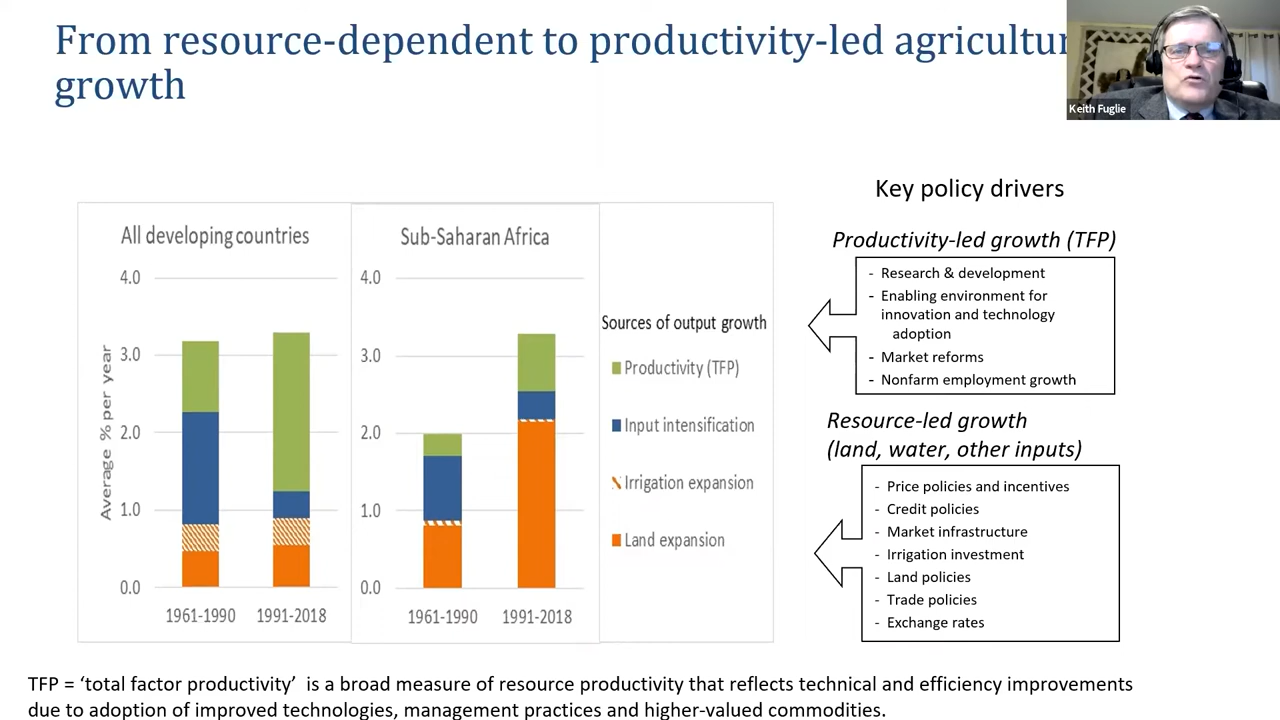 From resource-dependent to productivity-led agricultur
growth
Keith Fuglie
Key policy drivers
All developing countries
Sub-Saharan Africa
Average % per year
4.0
3.0
2.0
1.0
0.0
1961-1990
1991-2018
4.0
3.0
2.0
1.0
0.0
1961-1990
1991-2018
Sources of output growth
Productivity (TFP)
Input intensification
Irrigation expansion
Land expansion
Productivity-led growth (TFP)
- Research & development
- Enabling environment for
innovation and technology
adoption
- Market reforms
- Nonfarm employment growth
Resource-led growth
(land, water, other inputs)
- Price policies and incentives
- Credit policies
- Market infrastructure
- Irrigation investment
- Land policies
- Trade policies
- Exchange rates
TFP = ‘total factor productivity’ is a broad measure of resource productivity that reflects technical and efficiency improvements
due to adoption of improved technologies, management practices and higher-valued commodities.